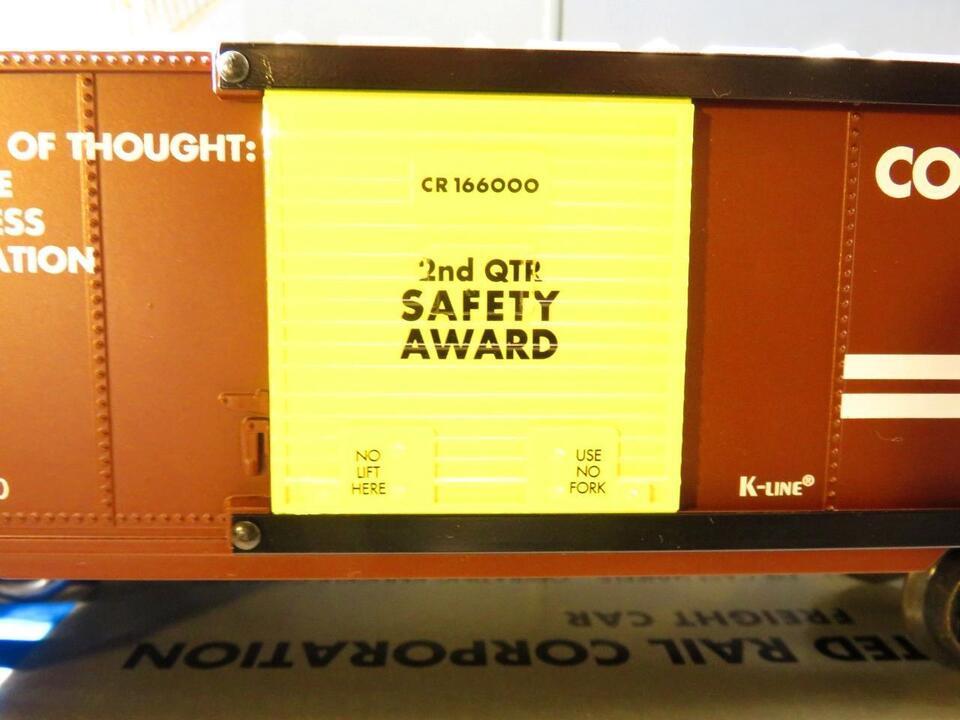 OF THOUGHT:
E
ESS
ATION
0
CR 166000
2nd QTR
SAFETY
AWARD
NO
LIFT
HERE
USE
NO
FORK
CO
K-LINE®
FREIGHT CAR
TED RAIL CORPORATION